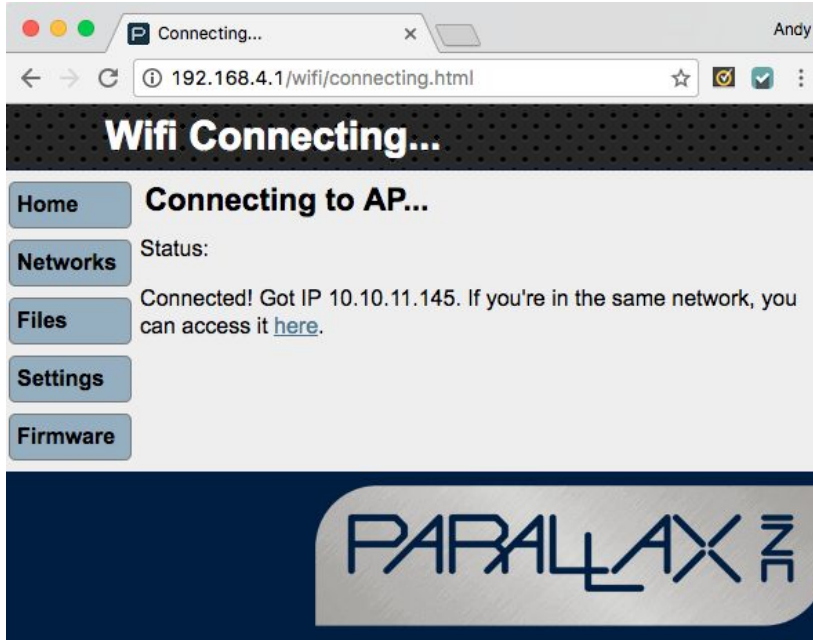 Connecting...
Andy
192.168.4.1/wifi/connecting.html
Wifi Connecting...
Home
Networks
Files
Settings
Firmware
Connecting to AP...
Status:
Connected! Got IP 10.10.11.145. If you're in the same network, you
can access it here.
PARALLAX INC